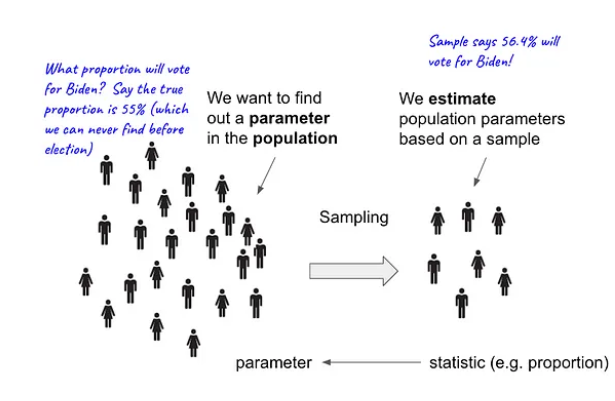 What proportion will vote
for Biden? Say the true
proportion is 55% (which
we can never find before
election)
We want to find
out a parameter
in the population
Sample says 56.4% will
vote for Biden!
We estimate
population parameters
based on a sample
Sampling
parameter
statistic (e.g. proportion)